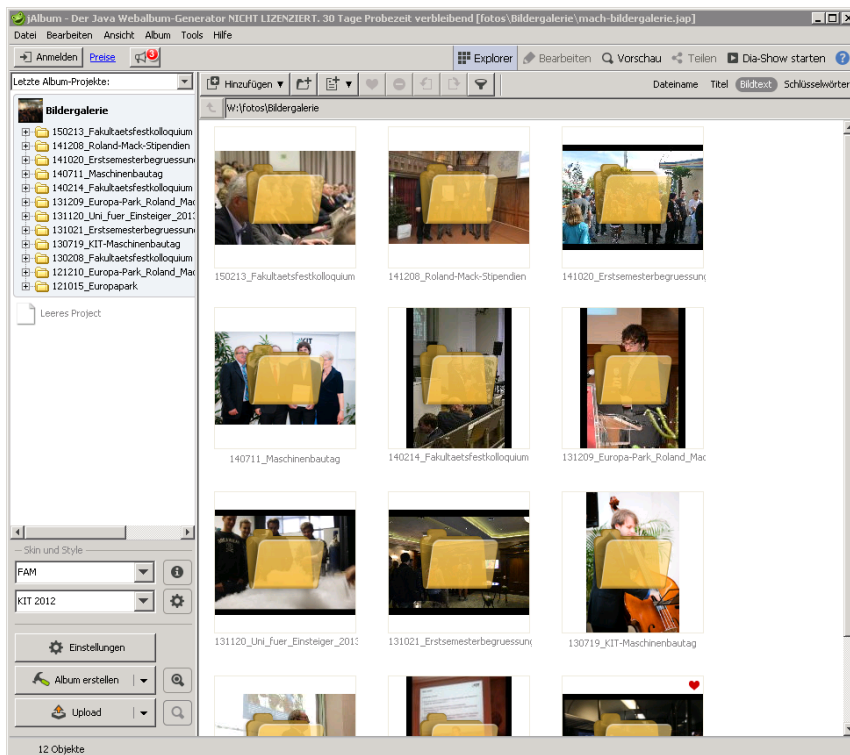 jAlbum - Der Java Webalbum-Generator NICHT LIZENZIERT. 30 Tage Probezeit verbleibend [fotos\Bildergalerie\mach-bildergalerie.jap]
Datei Bearbeiten Ansicht Album Tools Hilfe
Anmelden Preise 3 Explorer Bearbeiten Vorschau Teilen Dia-Show starten ?
Letzte Album-Projekte: Hinzufügen Dateiname Titel Bildtext Schlüsselwörter
W:\fotos\Bildergalerie
Bildergalerie
150213_Fakultaetsfestkolloquium
141208_Roland-Mack-Stipendien
141020_Erstsemesterbegruessun
140711_Maschinenbautag
140214_Fakultaetsfestkolloquium
131209_Europa-Park_Roland_Mac
131120_Uni_fuer_Einsteiger_2013
131021_Erstsemesterbegruessun
130719_KIT-Maschinenbautag
130208_Fakultaetsfestkolloquium
121210_Europa-Park_Roland_Mac
121015_Europapark
Leeres Project
150213_Fakultaetsfestkolloquium 141208_Roland-Mack-Stipendien 141020_Erstsemesterbegruessung
KIT
140711_Maschinenbautag 140214_Fakultaetsfestkolloquium 131209_Europa-Park_Roland_Mac
131120_Uni_fuer_Einsteiger_2013 131021_Erstsemesterbegruessung 130719_KIT-Maschinenbautag
Skin und Style
FAM
KIT 2012
Einstellungen
Album erstellen
Upload
12 Objekte